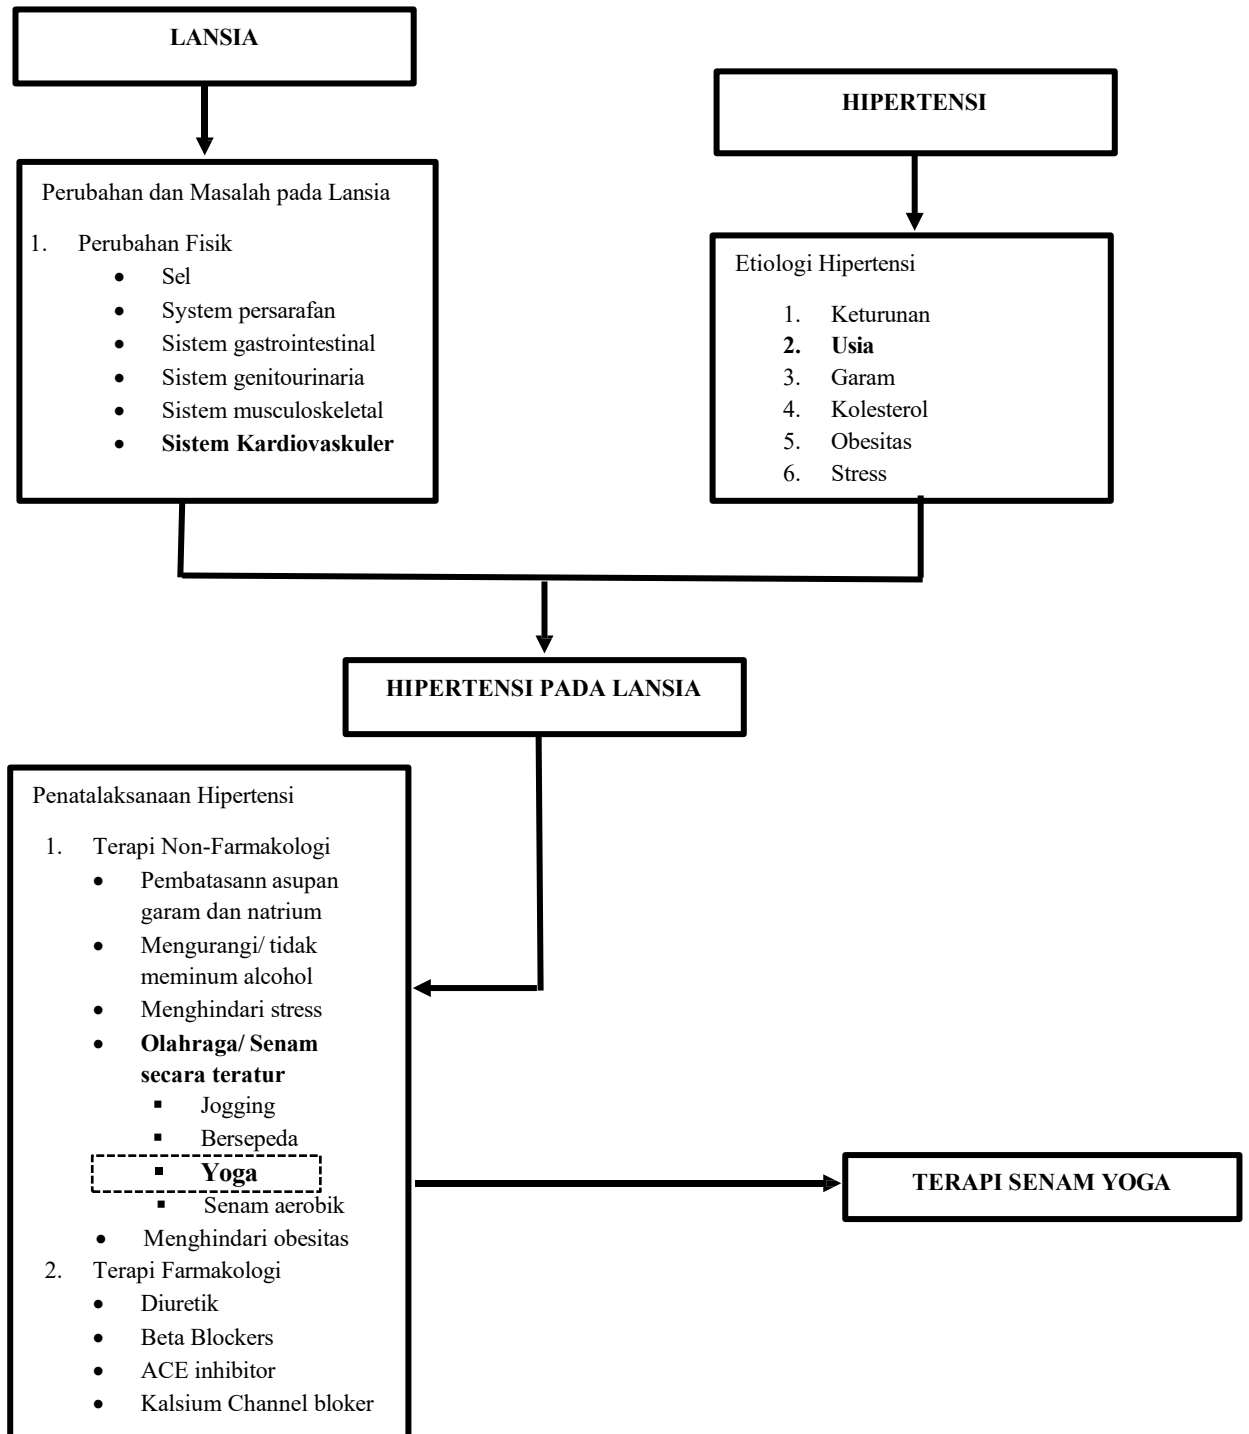 LANSIA
HIPERTENSI
Perubahan dan Masalah pada Lansia
1. Perubahan Fisik
• Sel
• System persarafan
• Sistem gastrointestinal
• Sistem genitourinaria
• Sistem musculoskeletal
• Sistem Kardiovaskuler
Etiologi Hipertensi
1. Keturunan
2. Usia
3. Garam
4. Kolesterol
5. Obesitas
6. Stress
HIPERTENSI PADA LANSIA
Penatalaksanaan Hipertensi
1. Terapi Non-Farmakologi
• Pembatasann asupan
garam dan natrium
• Mengurangi/ tidak
meminum alcohol
• Menghindari stress
• Olahraga/ Senam
secara teratur
▪ Jogging
▪ Bersepeda
▪ Yoga
▪ Senam aerobik
• Menghindari obesitas
2. Terapi Farmakologi
• Diuretik
• Beta Blockers
• ACE inhibitor
• Kalsium Channel bloker
TERAPI SENAM YOGA